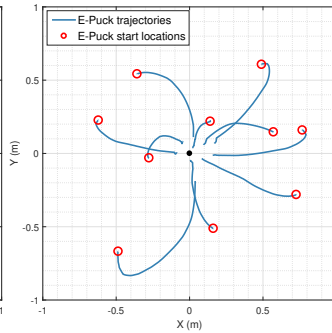 E-Puck trajectories
E-Puck start locations
1
0.5
0
-0.5
-1
Y (m)
1
-1
-0.5
0
0.5
X (m)